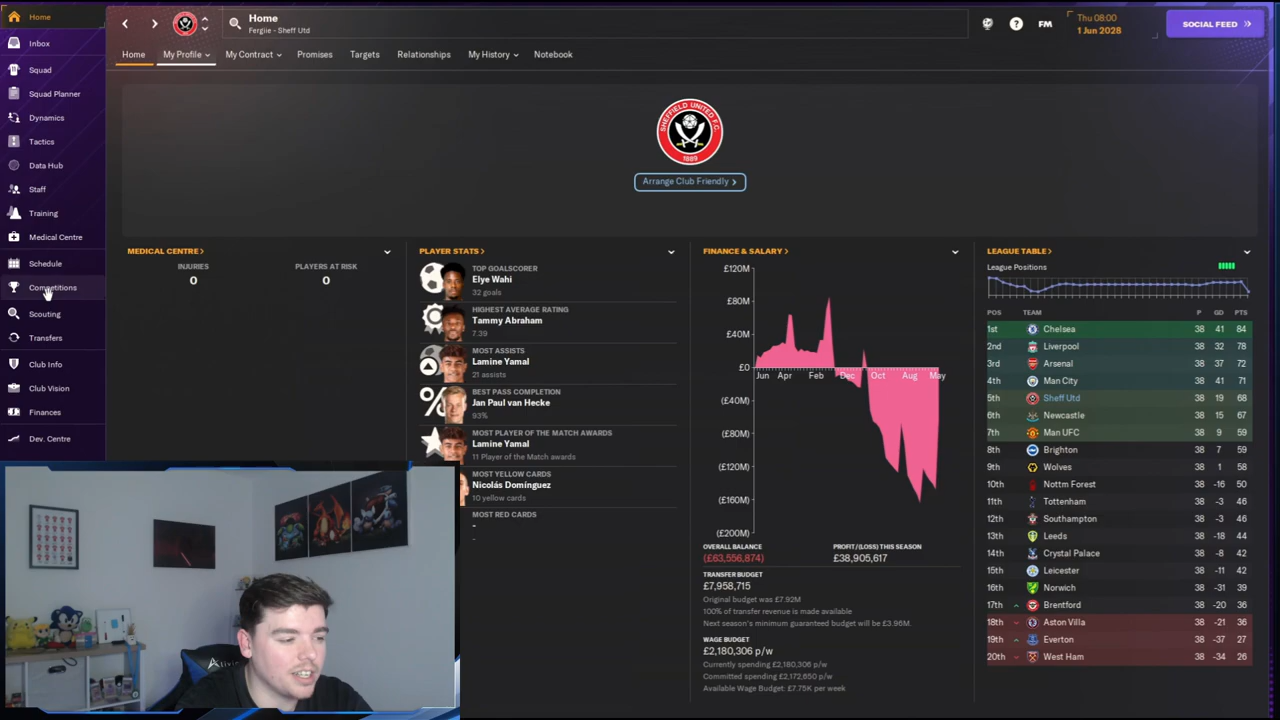 Home
Inbox
Squad
Squad Planner
Dynamics
Tactics
Data Hub
Staff
Training
Medical Centre
Schedule
Competitions
Scouting
Transfers
Club Info
Club Vision
Finances
Dev. Centre
Home
Fergiie - Sheff Utd
FM
Thu 08:00
1 Jun 2028
SOCIAL FEED
Home My Profile My Contract Promises Targets Relationships My History Notebook
SHEFFIELD UNITED F.C.
1889
Arrange Club Friendly >
MEDICAL CENTRE >
INJURIES PLAYERS AT RISK
0 0
PLAYER STATS >
TOP GOALSCORER
Elye Wahi
32 goals
HIGHEST AVERAGE RATING
Tammy Abraham
7.39
MOST ASSISTS
Lamine Yamal
21 assists
BEST PASS COMPLETION
Jan Paul van Hecke
93%
MOST PLAYER OF THE MATCH AWARDS
Lamine Yamal
11 Player of the Match awards
MOST YELLOW CARDS
Nicolás Domínguez
10 yellow cards
MOST RED CARDS
-
-
FINANCE & SALARY >
£120M
£80M
£40M
£0
(£40M)
(£80M)
(£120M)
(£160M)
(£200M)
Jun Apr Feb Dec Oct Aug May
OVERALL BALANCE PROFIT/(LOSS) THIS SEASON
(£63,556,874) £38,905,617
TRANSFER BUDGET
£7,958,715
Original budget was £7.92M
100% of transfer revenue is made available
Next season's minimum guaranteed budget will be £3.96M.
WAGE BUDGET
£2,180,306 p/w
Currently spending £2,180,306 p/w
Committed spending £2,172,650 p/w
Available Wage Budget: £7.75K per week
LEAGUE TABLE >
League Positions
POS TEAM P GD PTS
1st Chelsea 38 41 84
2nd Liverpool 38 32 78
3rd Arsenal 38 37 72
4th Man City 38 41 71
5th Sheff Utd 38 19 68
6th Newcastle 38 15 67
7th Man UFC 38 9 59
8th Brighton 38 7 59
9th Wolves 38 1 58
10th Nottm Forest 38 -16 50
11th Tottenham 38 -3 46
12th Southampton 38 -3 46
13th Leeds 38 -18 44
14th Crystal Palace 38 -8 42
15th Leicester 38 -11 42
16th Norwich 38 -31 39
17th Brentford 38 -20 36
18th Aston Villa 38 -21 36
19th Everton 38 -37 27
20th West Ham 38 -34 26